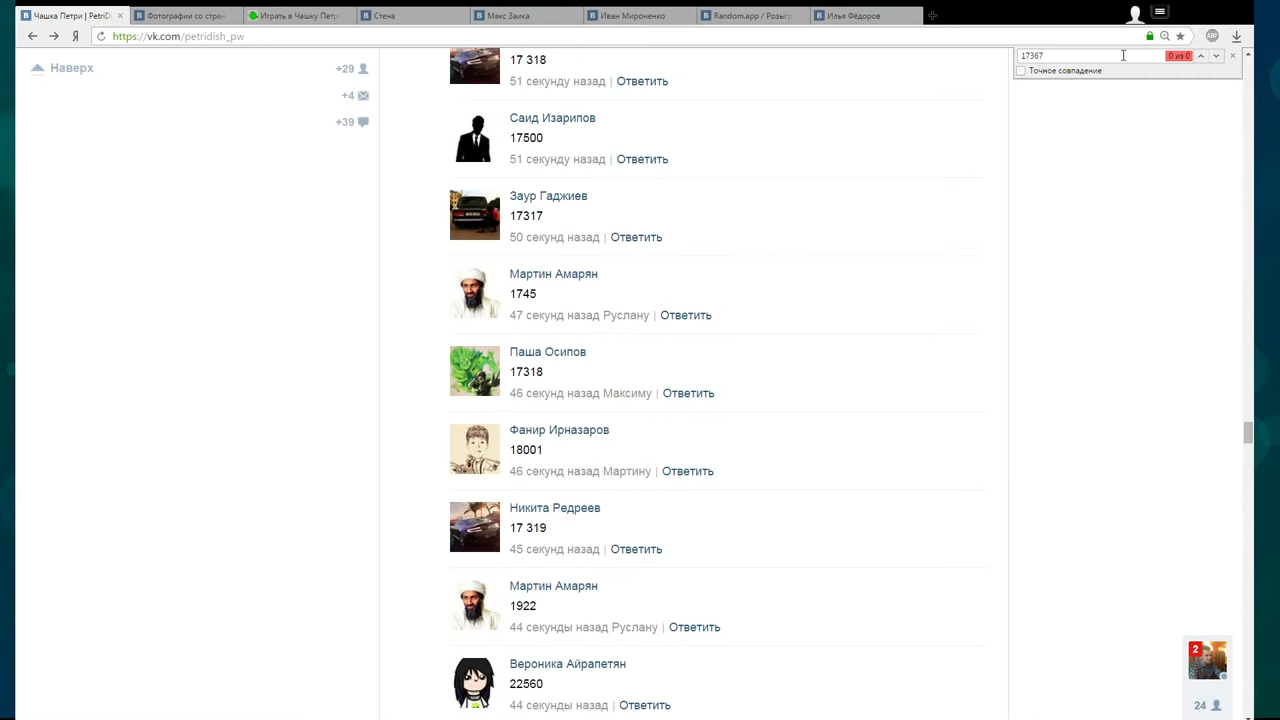 Чашка Петри | PetriD
Фотографии со стран
Играть в Чашку Петр
Стена
Макс Заика
Иван Мироненко
Random.app / Розыгр
Илья Фёдоров
https://vk.com/petridish_pw
ABP
17367
0 из 0
Точное совпадение
Наверх
+29
+4
+39
17 318
51 секунду назад | Ответить
Саид Изарипов
17500
51 секунду назад | Ответить
Заур Гаджиев
17317
50 секунд назад | Ответить
Мартин Амарян
1745
47 секунд назад Руслану | Ответить
Паша Осипов
17318
46 секунд назад Максиму | Ответить
Фанир Ирназаров
18001
46 секунд назад Мартину | Ответить
Никита Редреев
17 319
45 секунд назад | Ответить
Мартин Амарян
1922
44 секунды назад Руслану | Ответить
Вероника Айрапетян
22560
44 секунды назад | Ответить
2
24